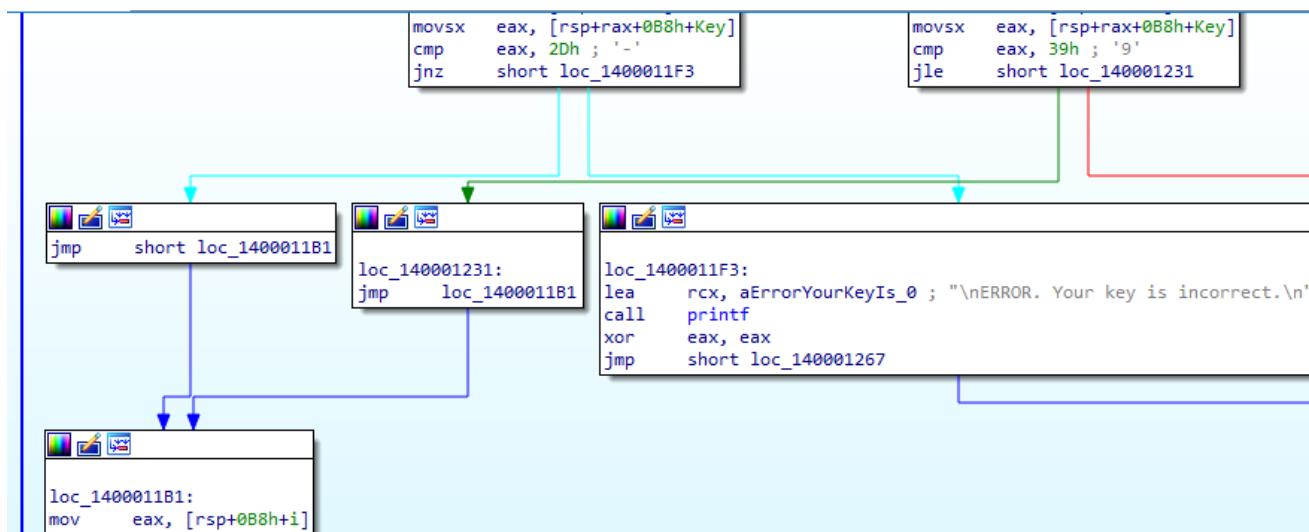 movsx eax, [rsp+rax+0B8h+Key]
cmp eax, 2Dh ; '-'
jnz short loc_1400011F3
movsx eax, [rsp+rax+0B8h+Key]
cmp eax, 39h ; '9'
jle short loc_140001231
jmp short loc_1400011B1
loc_140001231:
jmp loc_1400011B1
loc_1400011F3:
lea rcx, aErrorYourKeyIs_0 ; "\nERROR. Your key is incorrect.\n"
call printf
xor eax, eax
jmp short loc_140001267
loc_1400011B1:
mov eax, [rsp+0B8h+i]